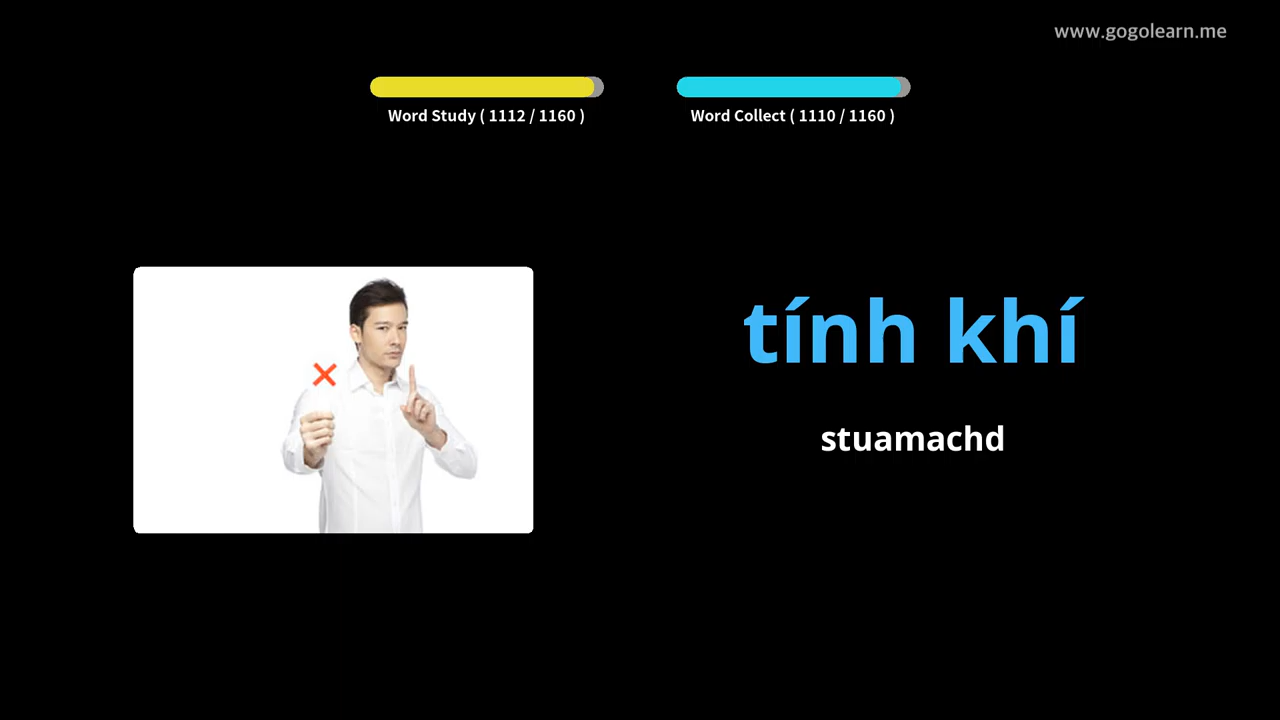 www.gogolearn.me
Word Study ( 1112 / 1160 )
Word Collect ( 1110 / 1160 )
tính khí
stuamachd